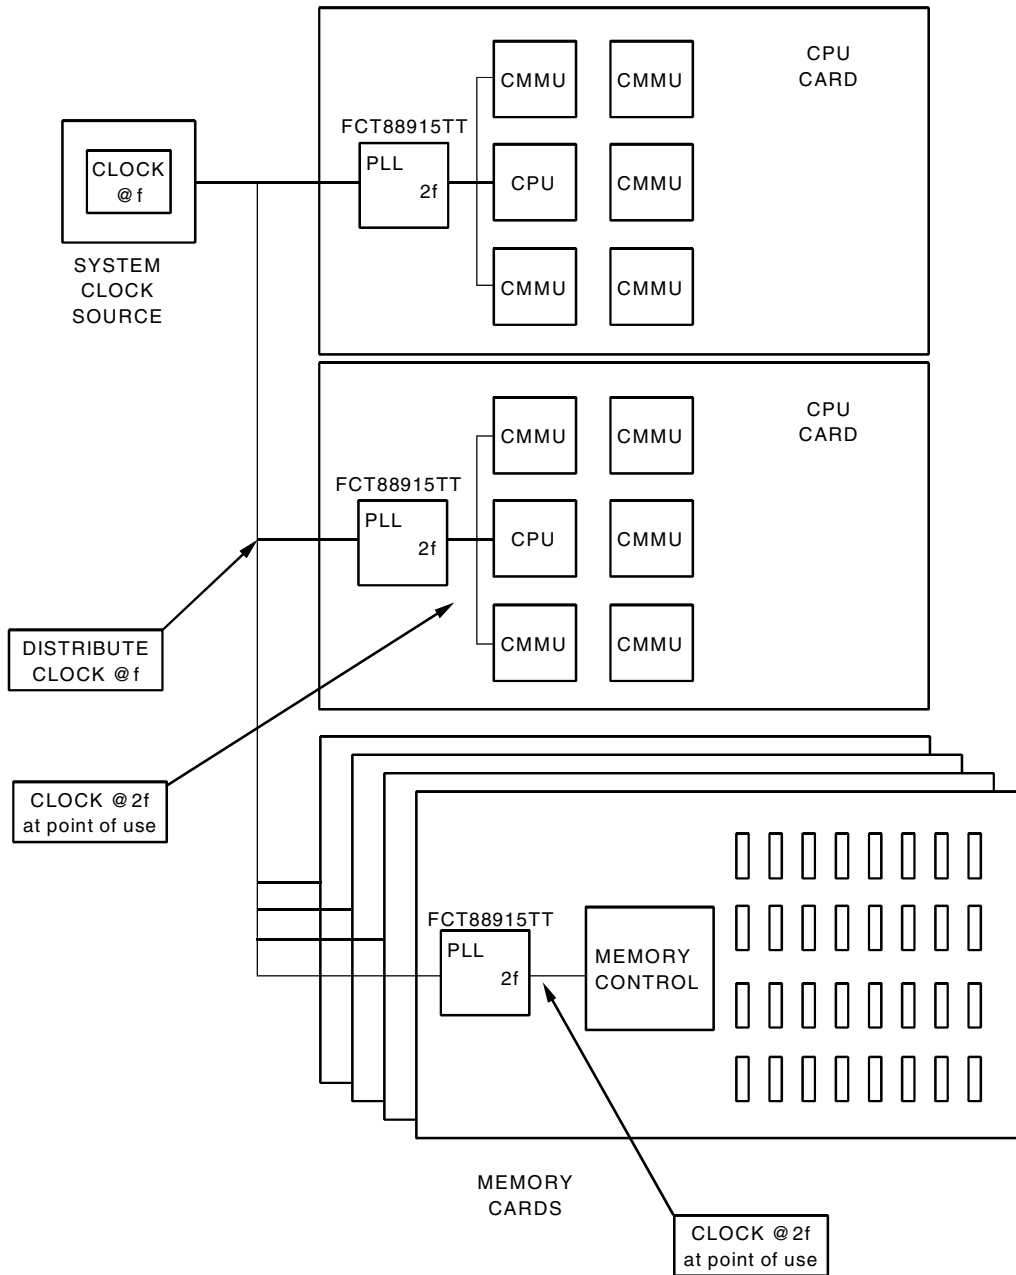 CPU
CARD
CMMU
CMMU
FCT88915TT
CLOCK
@f
PLL
2f
CPU
CMMU
SYSTEM
CLOCK
SOURCE
CMMU
CMMU
CPU
CARD
CMMU
CMMU
FCT88915TT
PLL
2f
CPU
CMMU
DISTRIBUTE
CLOCK @f
CMMU
CMMU
CLOCK @2f
at point of use
FCT88915TT
PLL
2f
MEMORY
CONTROL
MEMORY
CARDS
CLOCK @2f
at point of use